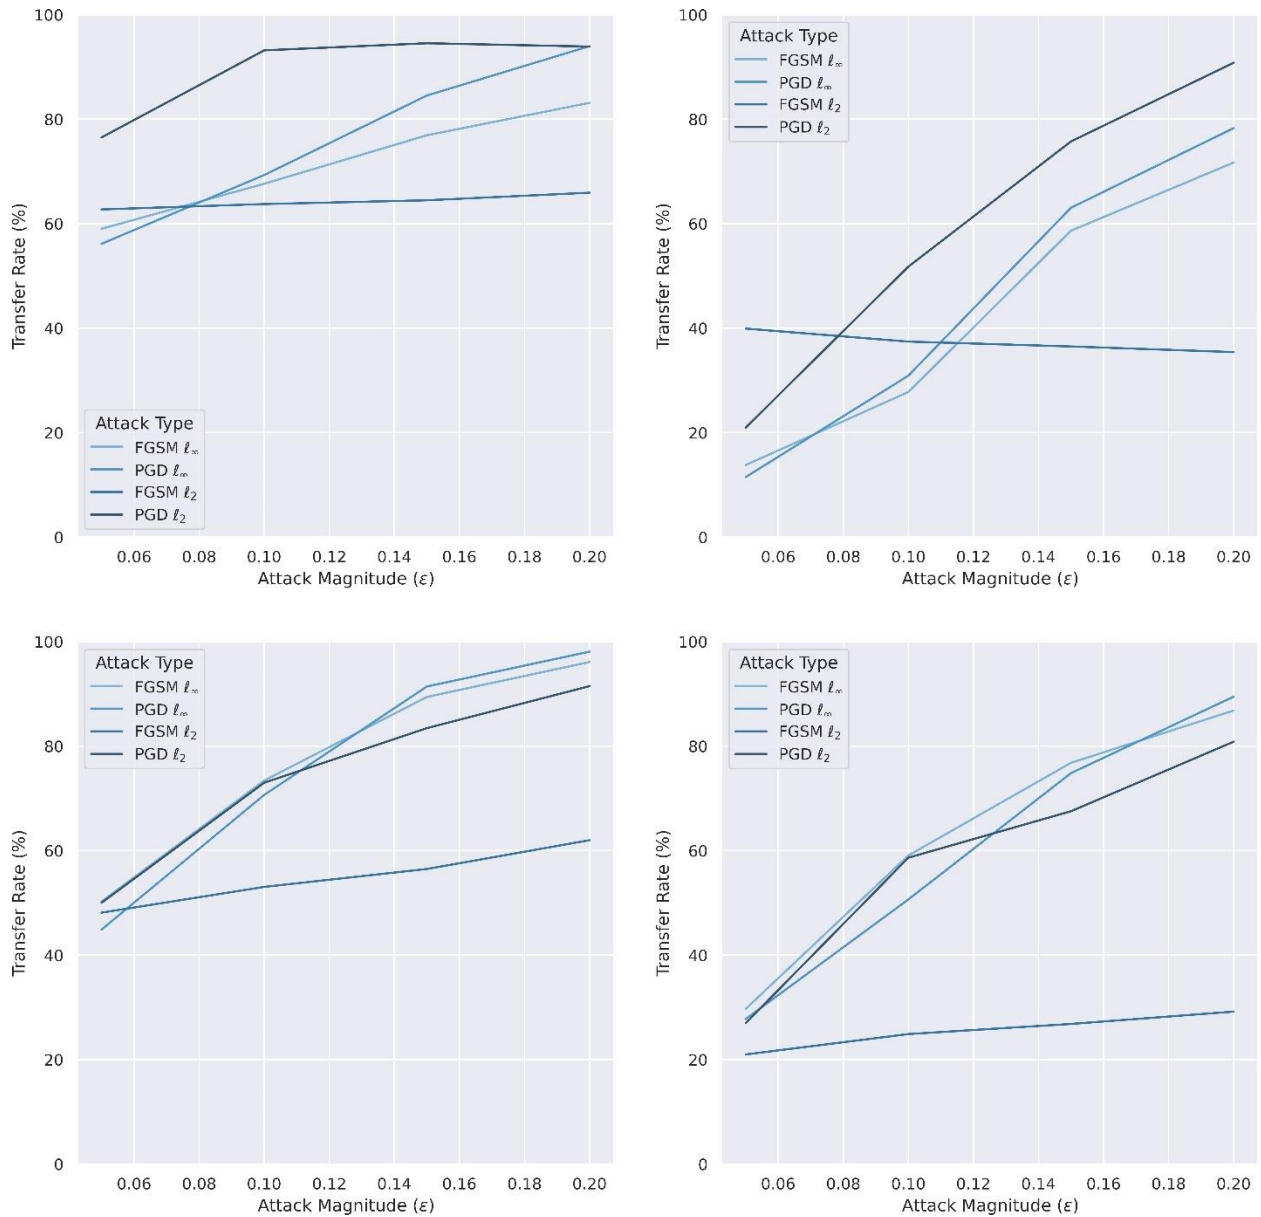 100
80
60
40
20
0
Transfer Rate (%)
Attack Type
FGSM ℓ∞
PGD ℓ∞
FGSM ℓ2
PGD ℓ2
0.06 0.08 0.10 0.12 0.14 0.16 0.18 0.20
Attack Magnitude (ε)
100
80
60
40
20
0
Transfer Rate (%)
Attack Type
FGSM ℓ∞
PGD ℓ∞
FGSM ℓ2
PGD ℓ2
0.06 0.08 0.10 0.12 0.14 0.16 0.18 0.20
Attack Magnitude (ε)
100
80
60
40
20
0
Transfer Rate (%)
Attack Type
FGSM ℓ∞
PGD ℓ∞
FGSM ℓ2
PGD ℓ2
0.06 0.08 0.10 0.12 0.14 0.16 0.18 0.20
Attack Magnitude (ε)
100
80
60
40
20
0
Transfer Rate (%)
Attack Type
FGSM ℓ∞
PGD ℓ∞
FGSM ℓ2
PGD ℓ2
0.06 0.08 0.10 0.12 0.14 0.16 0.18 0.20
Attack Magnitude (ε)